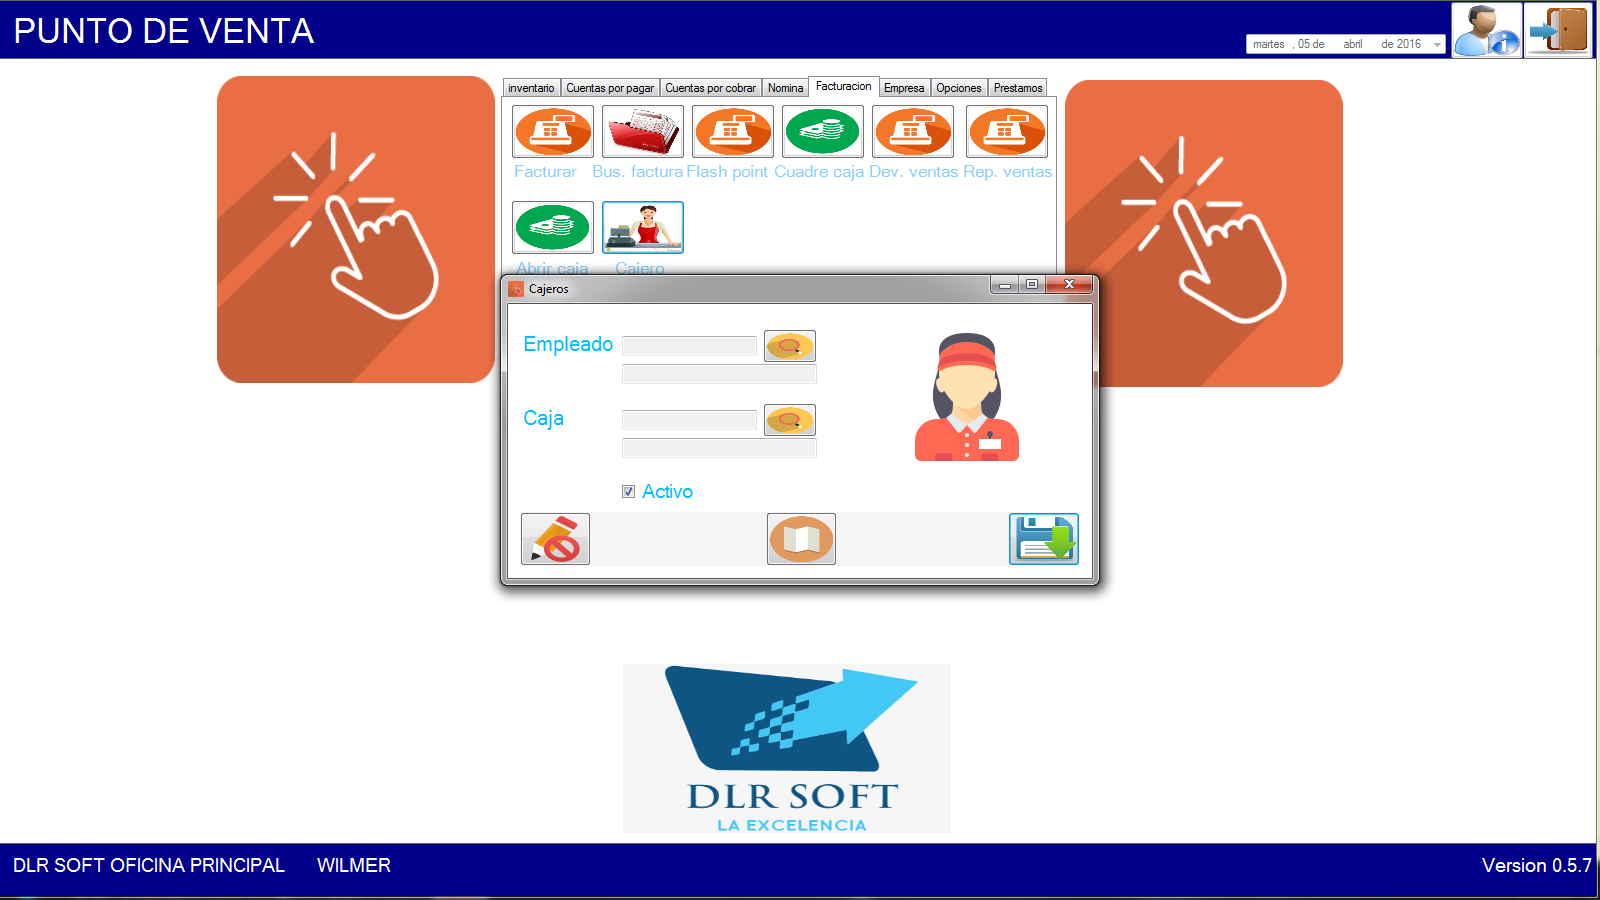 PUNTO DE VENTA
martes , 05 de abril de 2016
inventario Cuentas por pagar Cuentas por cobrar Nomina Facturacion Empresa Opciones Prestamos
Facturar Bus. factura Flash point Cuadre caja Dev. ventas Rep. ventas
Abrir caja Cajero
Cajeros
Empleado
Caja
Activo
DLR SOFT
LA EXCELENCIA
DLR SOFT OFICINA PRINCIPAL WILMER Version 0.5.7